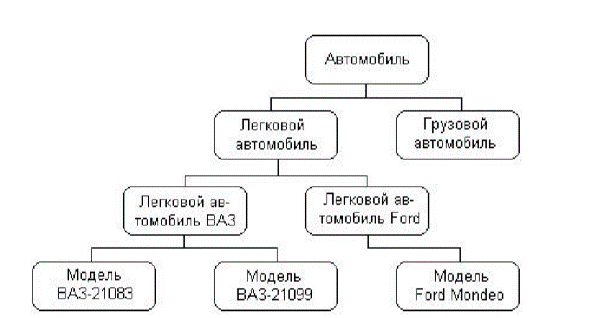 Автомобиль
Легковой
автомобиль
Грузовой
автомобиль
Легковой ав-
томобиль ВАЗ
Легковой ав-
томобиль Ford
Модель
ВАЗ-21083
Модель
ВАЗ-21099
Модель
Ford Mondeo